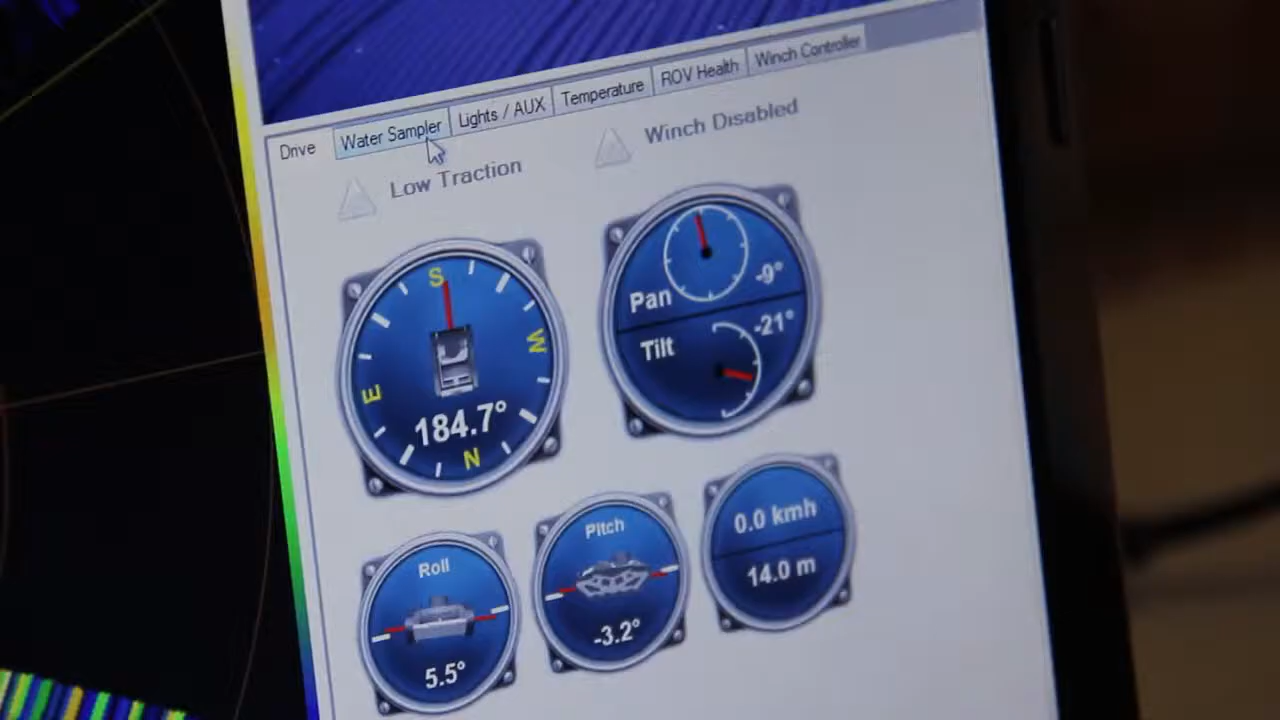 Drive Water Sampler Lights / AUX Temperature ROV Health Winch Controller
Low Traction Winch Disabled
S
W
E
N
184.7°
Pan -9°
Tilt -21°
Roll
5.5°
Pitch
-3.2°
0.0 kmh
14.0 m